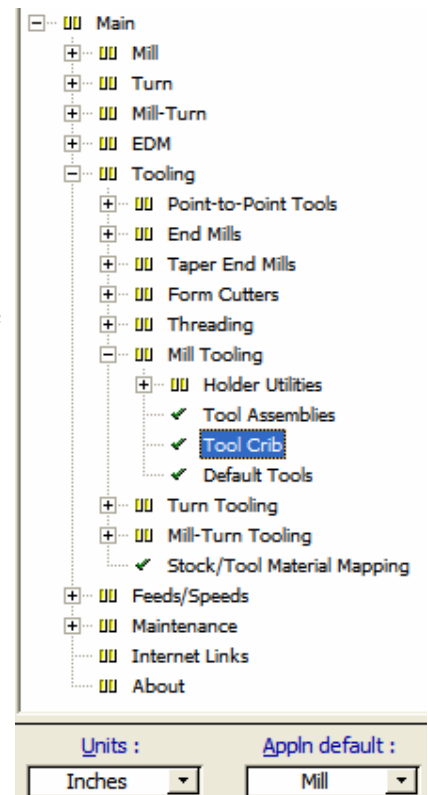 Main
Mill
Turn
Mill-Turn
EDM
Tooling
Point-to-Point Tools
End Mills
Taper End Mills
Form Cutters
Threading
Mill Tooling
Holder Utilities
Tool Assemblies
Tool Crib
Default Tools
Turn Tooling
Mill-Turn Tooling
Stock/Tool Material Mapping
Feeds/Speeds
Maintenance
Internet Links
About
Units : Appln default :
Inches Mill